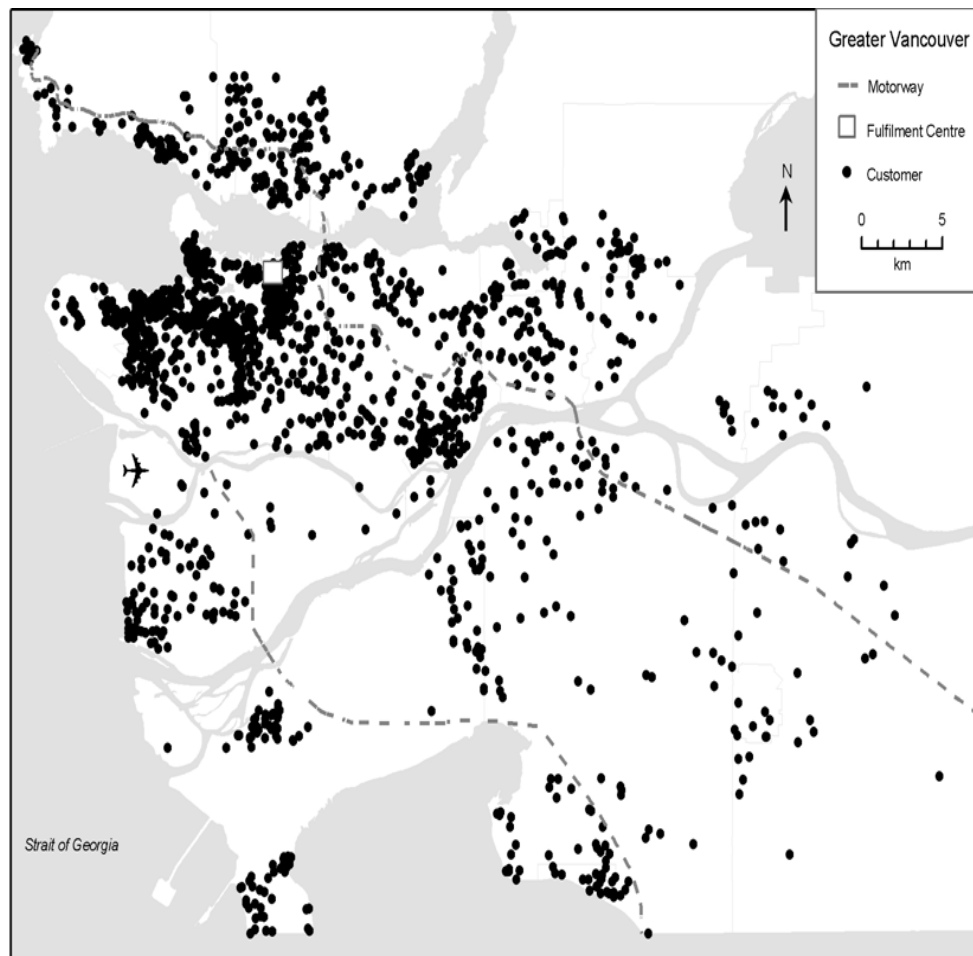 Greater Vancouver
Motorway
Fulfilment Centre
Customer
N
0 5
km
Strait of Georgia